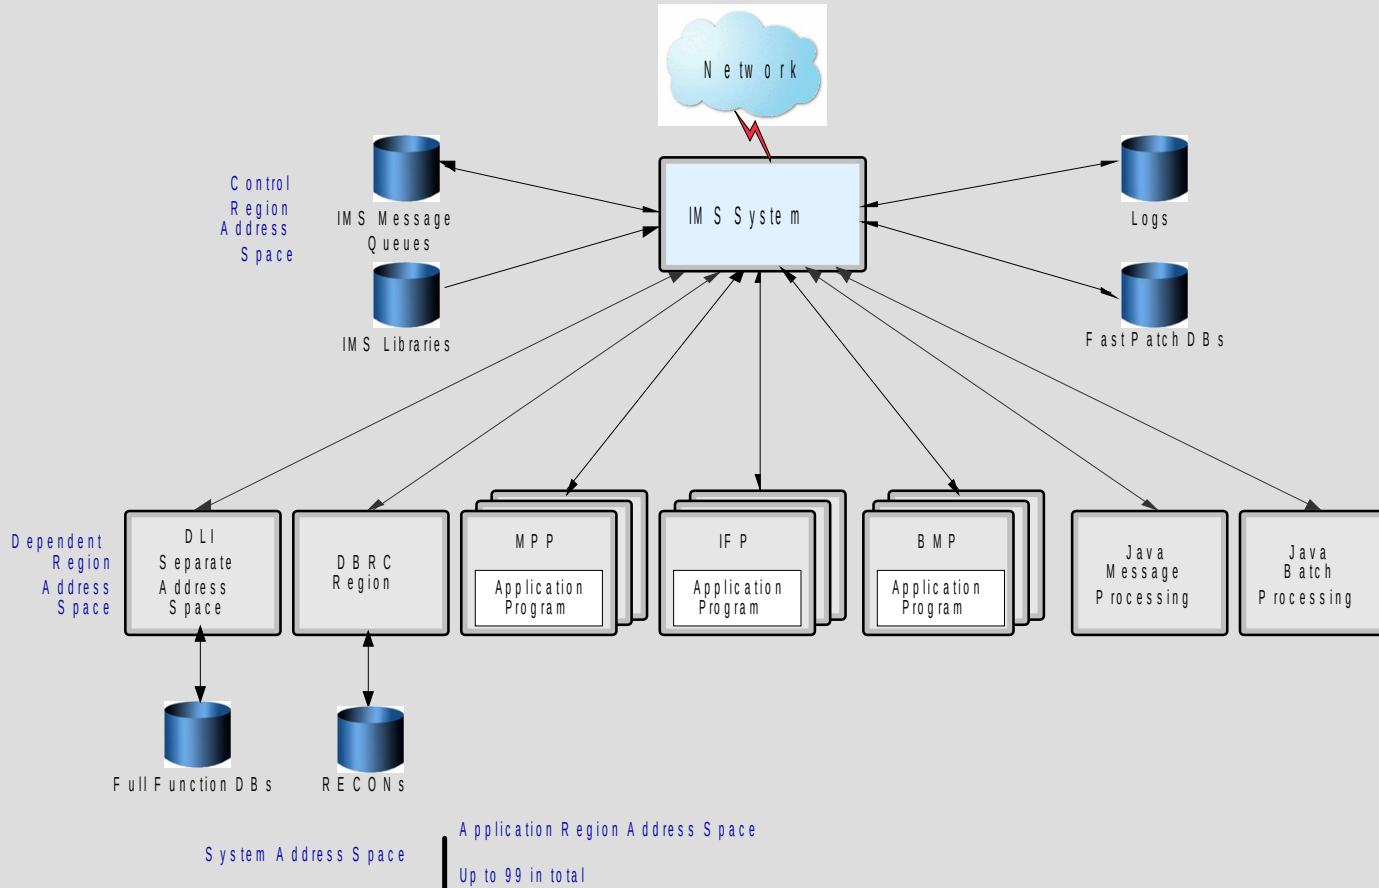 Network
Control
Region
Address
Space
IMS Message
Queues
IMS System
Logs
IMS Libraries
Fast Patch DBs
Dependent
Region
Address
Space
DLI
Separate
Address
Space
DBRC
Region
MPP
Application
Program
IFP
Application
Program
BMP
Application
Program
Java
Message
Processing
Java
Batch
Processing
Full Function DBs
RECONs
System Address Space
Application Region Address Space
Up to 99 in total